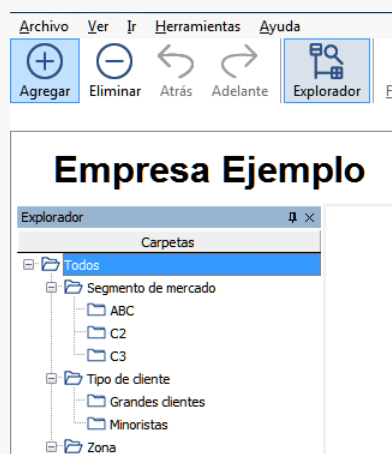 Archivo Ver Ir Herramientas Ayuda
Agregar Eliminar Atrás Adelante Explorador
Empresa Ejemplo
Explorador
Carpetas
Todos
Segmento de mercado
ABC
C2
C3
Tipo de cliente
Grandes clientes
Minoristas
Zona